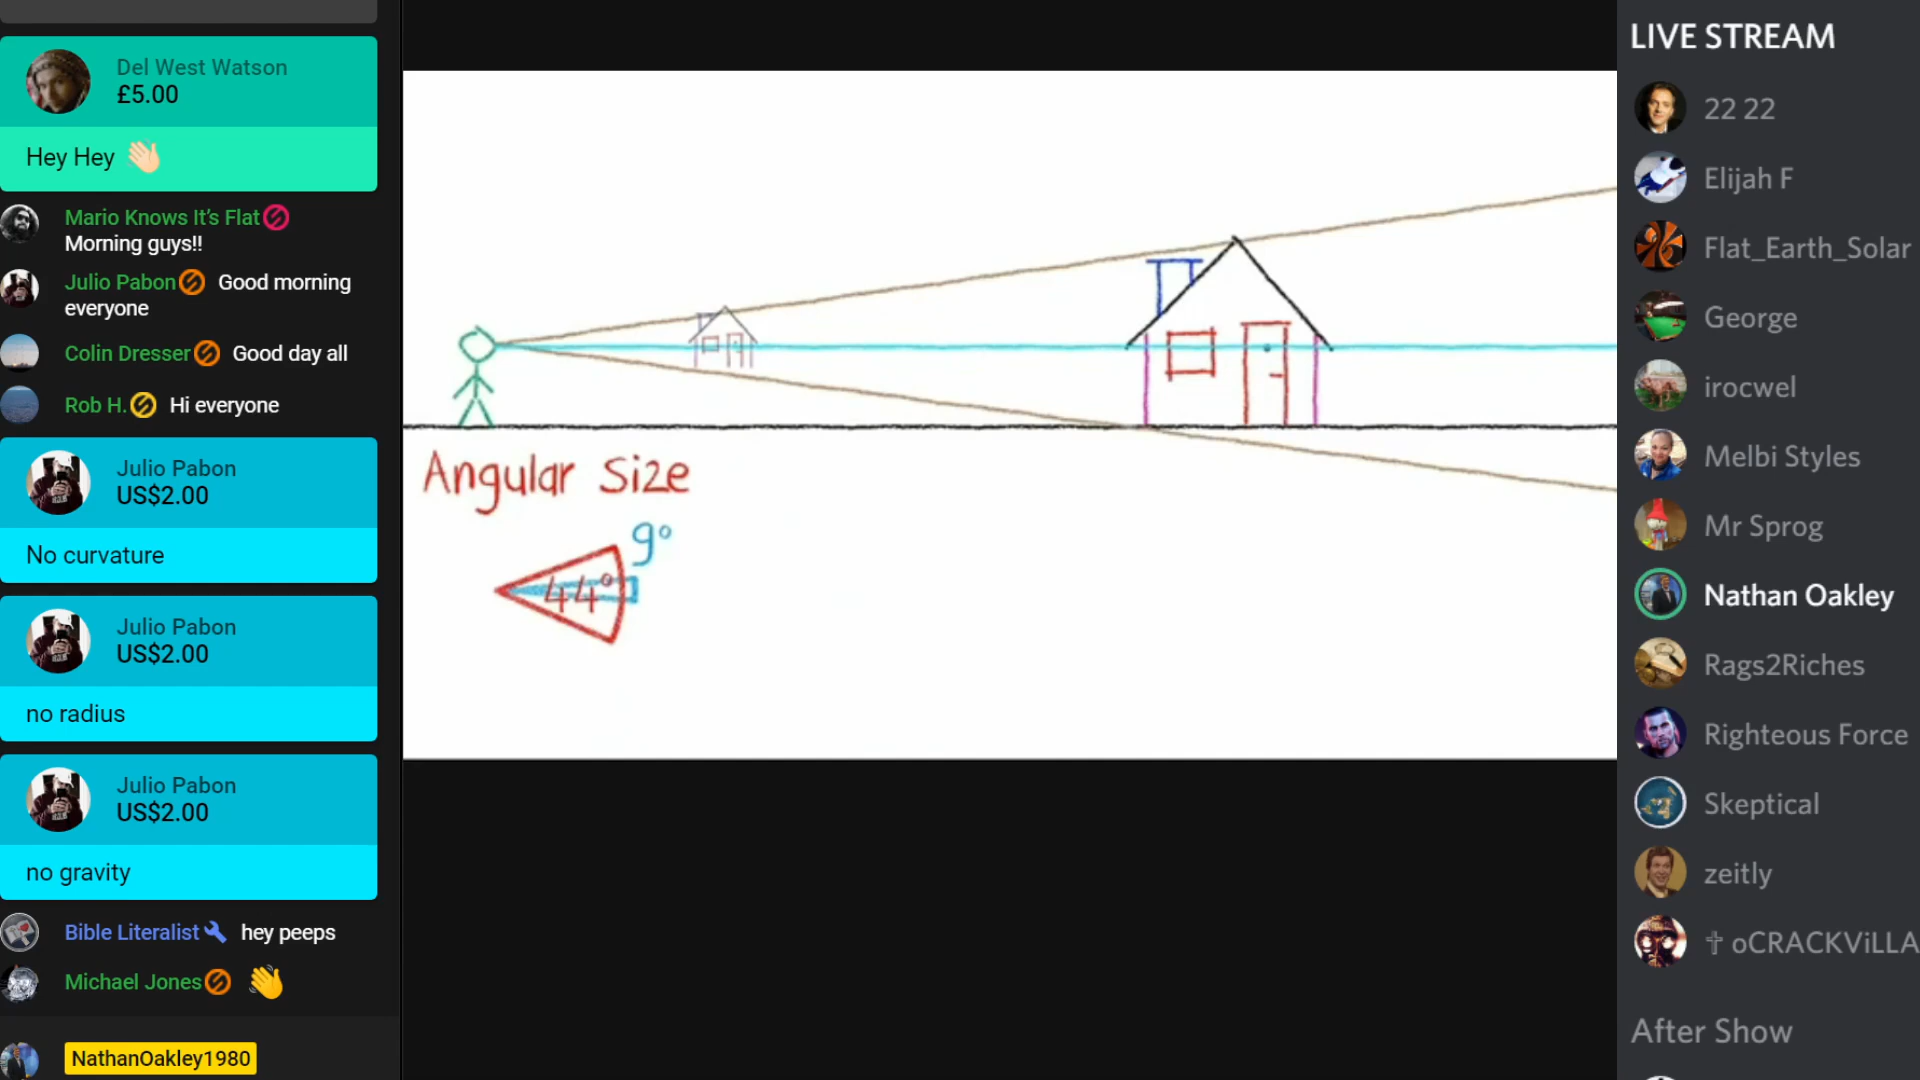 Del West Watson
£5.00
Hey Hey 👋🏻
Mario Knows It’s Flat
Morning guys!!
Julio Pabon Good morning
everyone
Colin Dresser Good day all
Rob H. Hi everyone
Julio Pabon
US$2.00
No curvature
Julio Pabon
US$2.00
no radius
Julio Pabon
US$2.00
no gravity
Bible Literalist hey peeps
Michael Jones 👋
NathanOakley1980
Angular Size
9°
44°
LIVE STREAM
22 22
Elijah F
Flat_Earth_Solar
George
irocwel
Melbi Styles
Mr Sprog
Nathan Oakley
Rags2Riches
Righteous Force
Skeptical
zeitly
✝ oCRACKViLLA
After Show